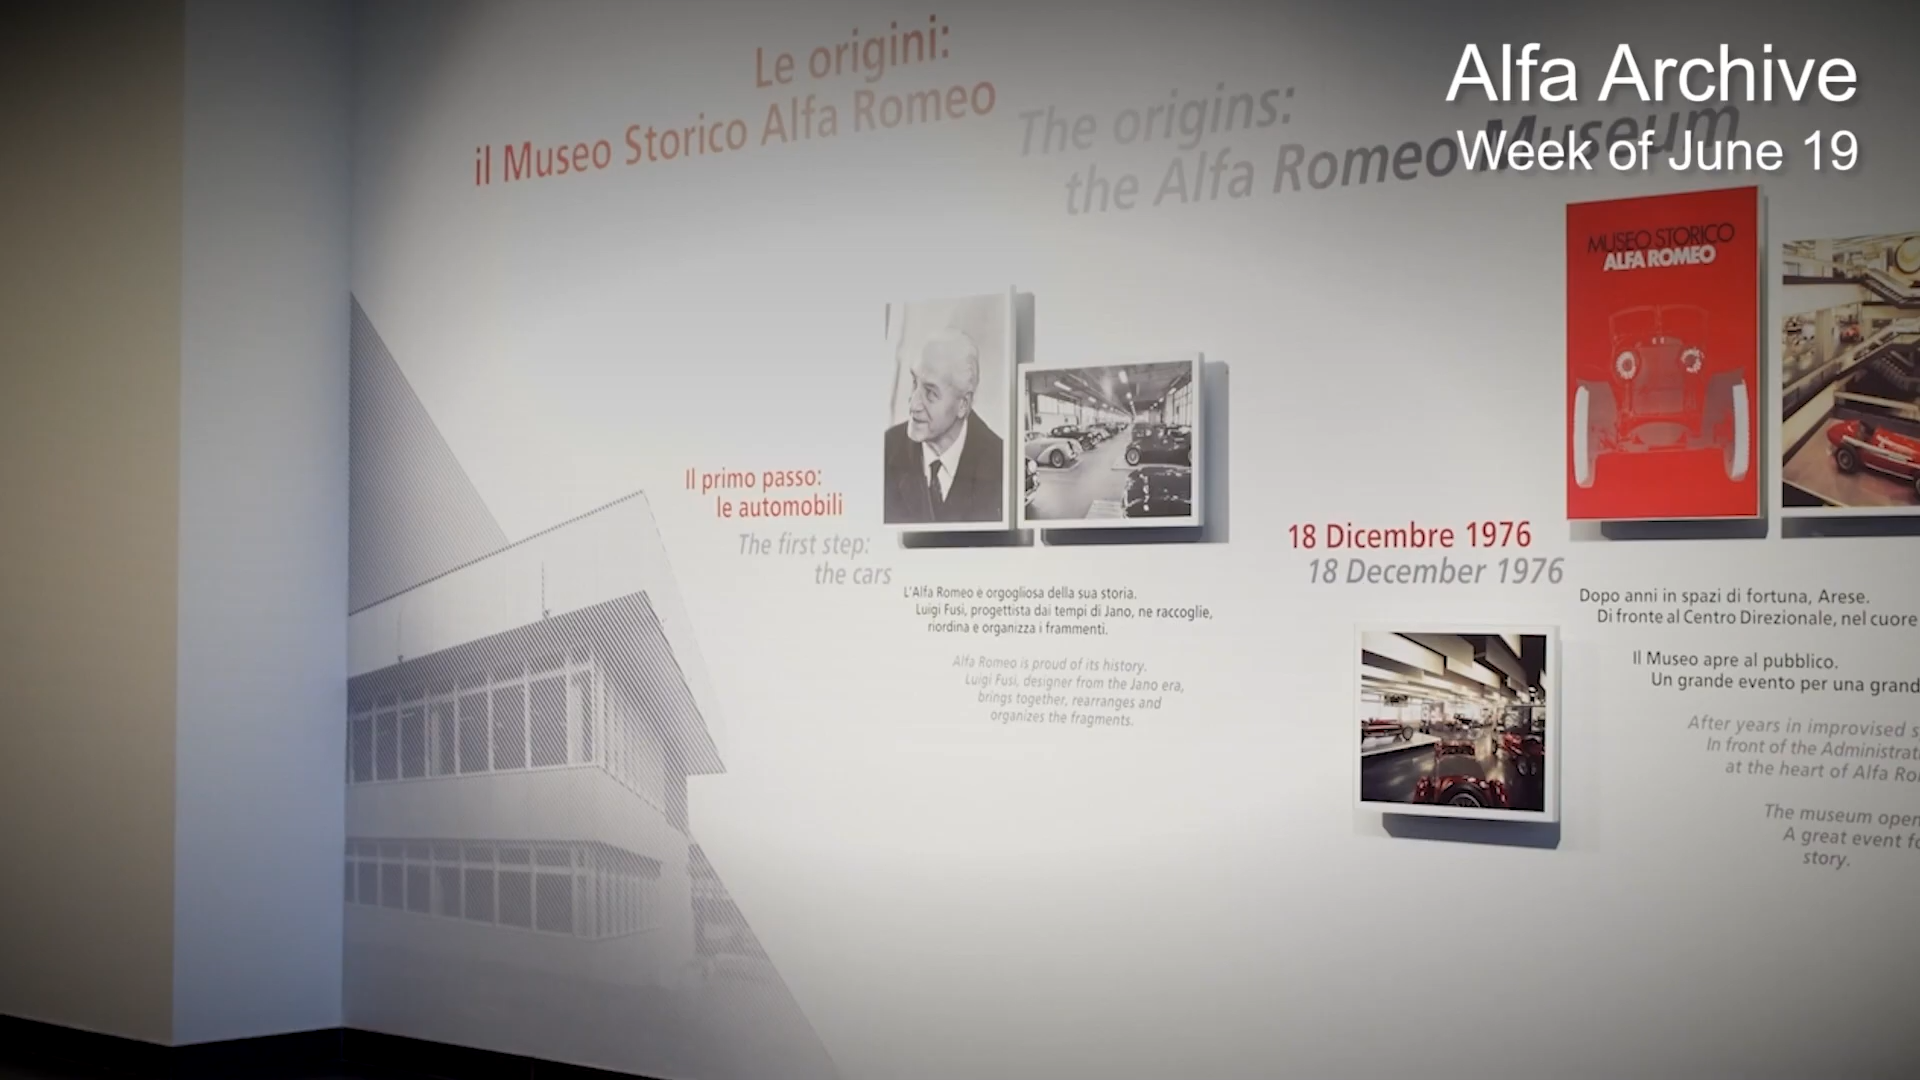 Alfa Archive
Week of June 19
Le origini:
il Museo Storico Alfa Romeo
The origins:
the Alfa Romeo Museum
MUSEO STORICO
ALFA ROMEO
Il primo passo:
le automobili
The first step:
the cars
L'Alfa Romeo è orgogliosa della sua storia.
Luigi Fusi, progettista dai tempi di Jano, ne raccoglie,
riordina e organizza i frammenti.
Alfa Romeo is proud of its history.
Luigi Fusi, designer from the Jano era,
brings together, rearranges and
organizes the fragments.
18 Dicembre 1976
18 December 1976
Dopo anni in spazi di fortuna, Arese.
Di fronte al Centro Direzionale, nel cuore
Il Museo apre al pubblico.
Un grande evento per una grand
After years in improvised s
In front of the Administrati
at the heart of Alfa Ro
The museum open
A great event fo
story.